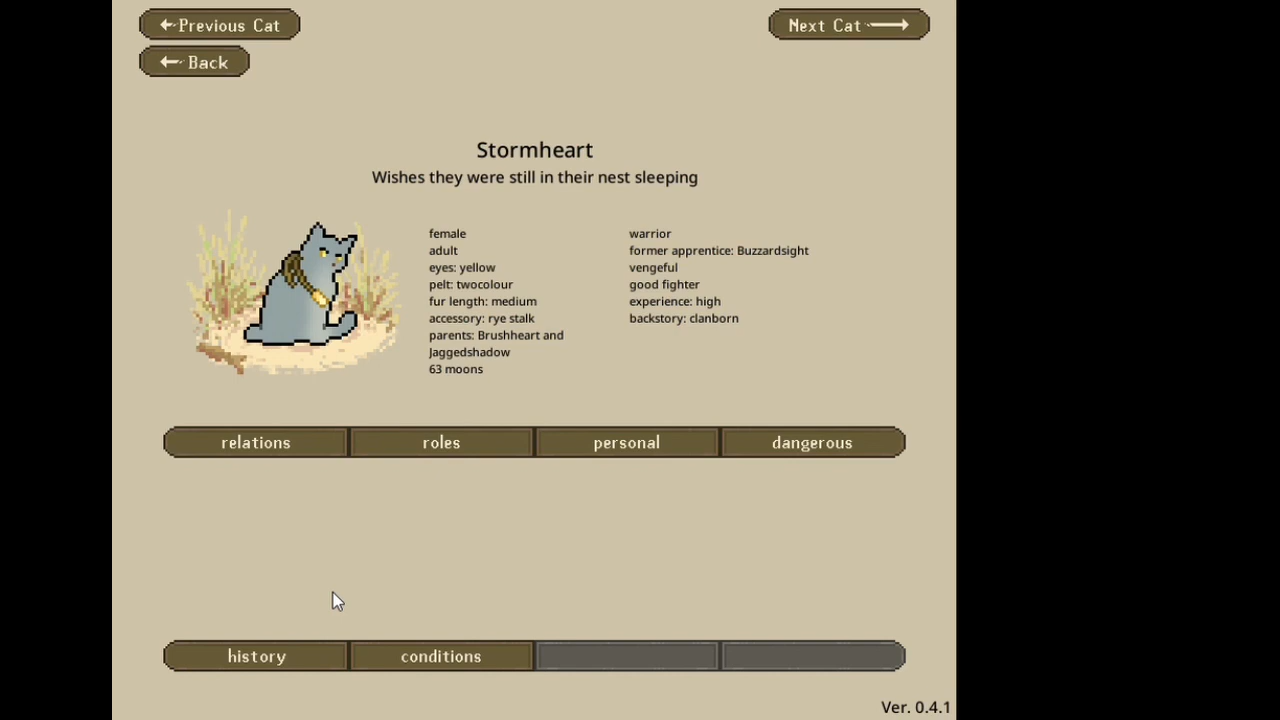 Previous Cat
Next Cat
Back
Stormheart
Wishes they were still in their nest sleeping
female
adult
eyes: yellow
pelt: twocolour
fur length: medium
accessory: rye stalk
parents: Brushheart and
Jaggedshadow
63 moons
warrior
former apprentice: Buzzardsight
vengeful
good fighter
experience: high
backstory: clanborn
relations
roles
personal
dangerous
history
conditions
Ver. 0.4.1